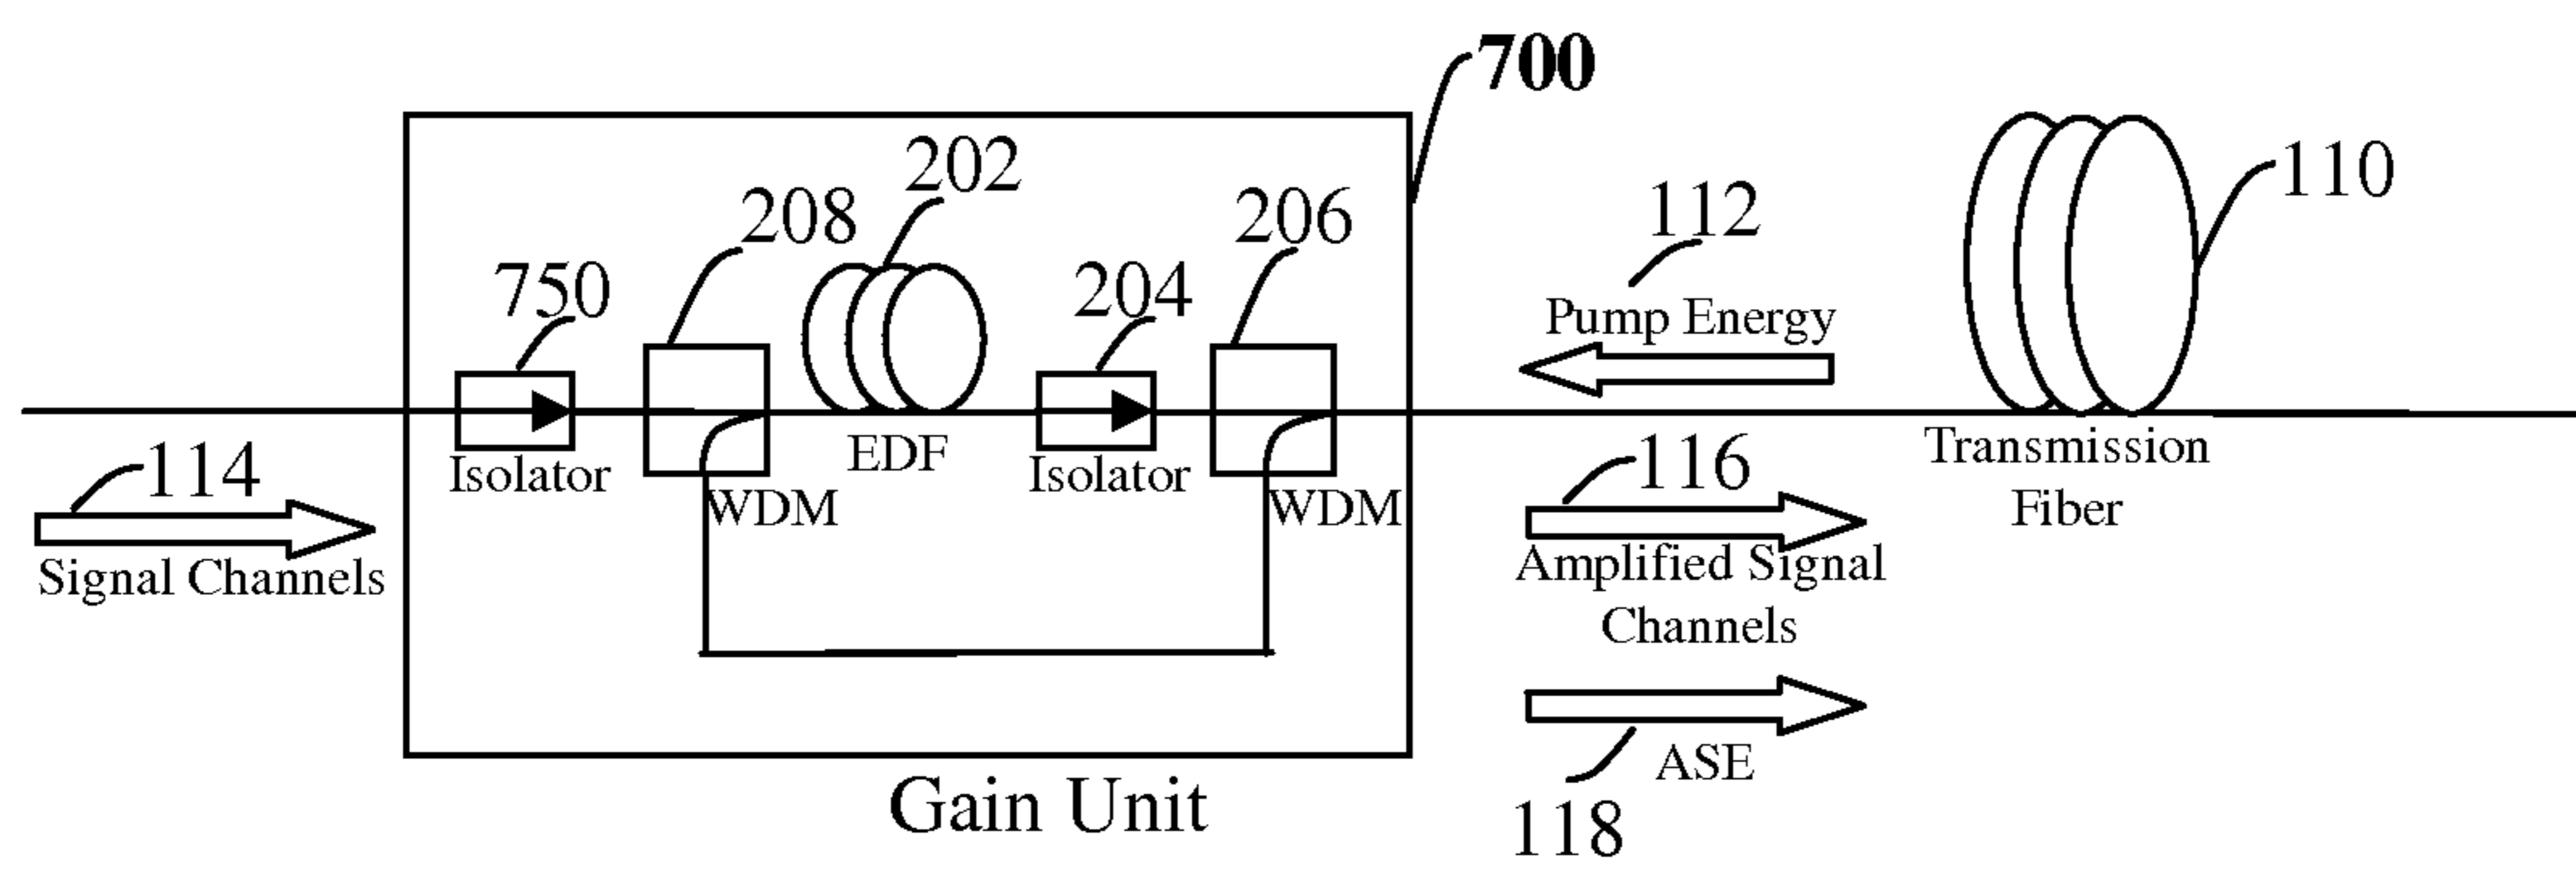 700
202
208
206
112
110
750
204
Pump Energy
Isolator
WDM
EDF
Isolator
WDM
Transmission
Fiber
114
Signal Channels
116
Amplified Signal
Channels
118
ASE
Gain Unit